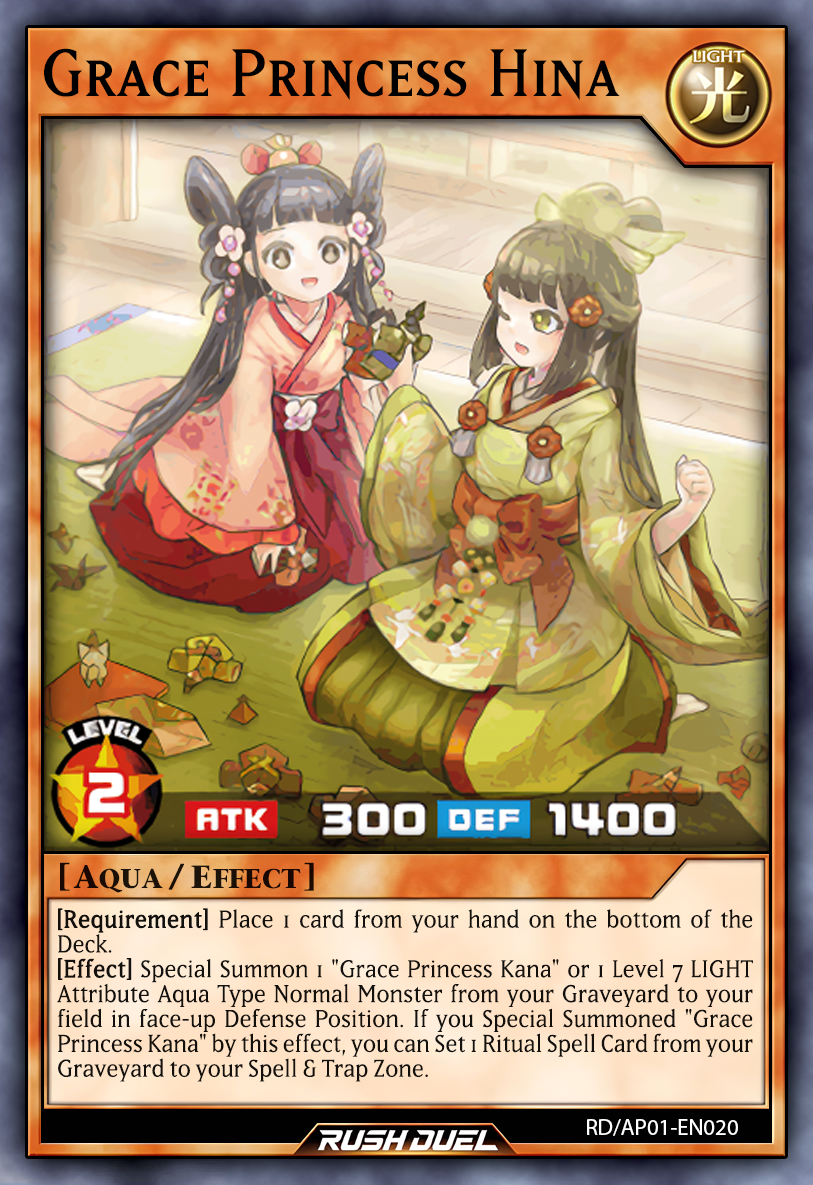 Grace Princess Hina
LIGHT
光
LEVEL
2
ATK 300 DEF 1400
[Aqua / Effect]
[Requirement] Place 1 card from your hand on the bottom of the
Deck.
[Effect] Special Summon 1 "Grace Princess Kana" or 1 Level 7 LIGHT
Attribute Aqua Type Normal Monster from your Graveyard to your
field in face-up Defense Position. If you Special Summoned "Grace
Princess Kana" by this effect, you can Set 1 Ritual Spell Card from your
Graveyard to your Spell & Trap Zone.
RD/AP01-EN020
RUSH DUEL